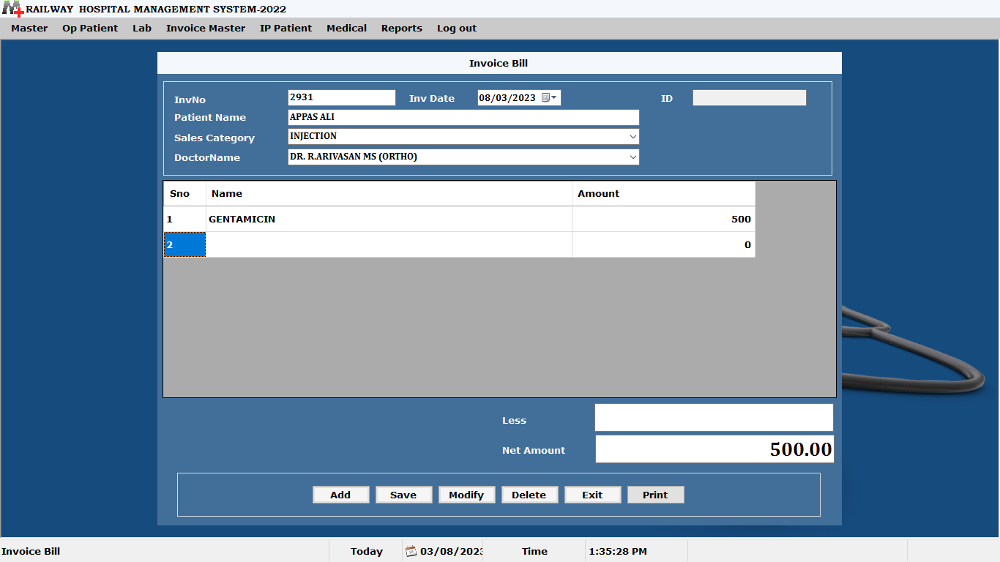 RAILWAY HOSPITAL MANAGEMENT SYSTEM-2022
Master Op Patient Lab Invoice Master IP Patient Medical Reports Log out
Invoice Bill
InvNo 2931 Inv Date 08/03/2023 ID
Patient Name APPAS ALI
Sales Category INJECTION
DoctorName DR. R.ARIVASAN MS (ORTHO)
Sno Name Amount
1 GENTAMICIN 500
2 0
Less
Net Amount 500.00
Add Save Modify Delete Exit Print
Invoice Bill Today 03/08/2023 Time 1:35:28 PM